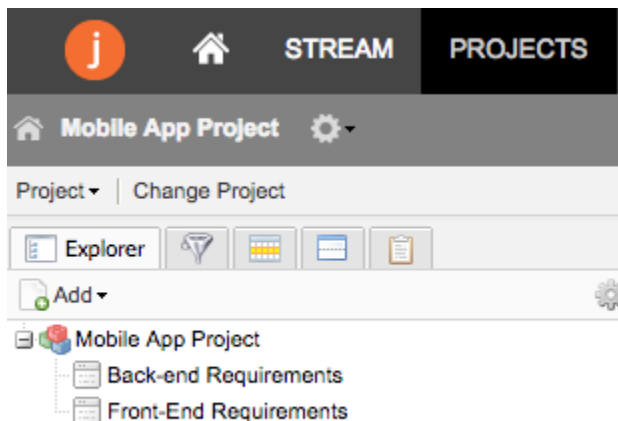 j STREAM PROJECTS
Mobile App Project
Project Change Project
Explorer
Add
Mobile App Project
Back-end Requirements
Front-End Requirements